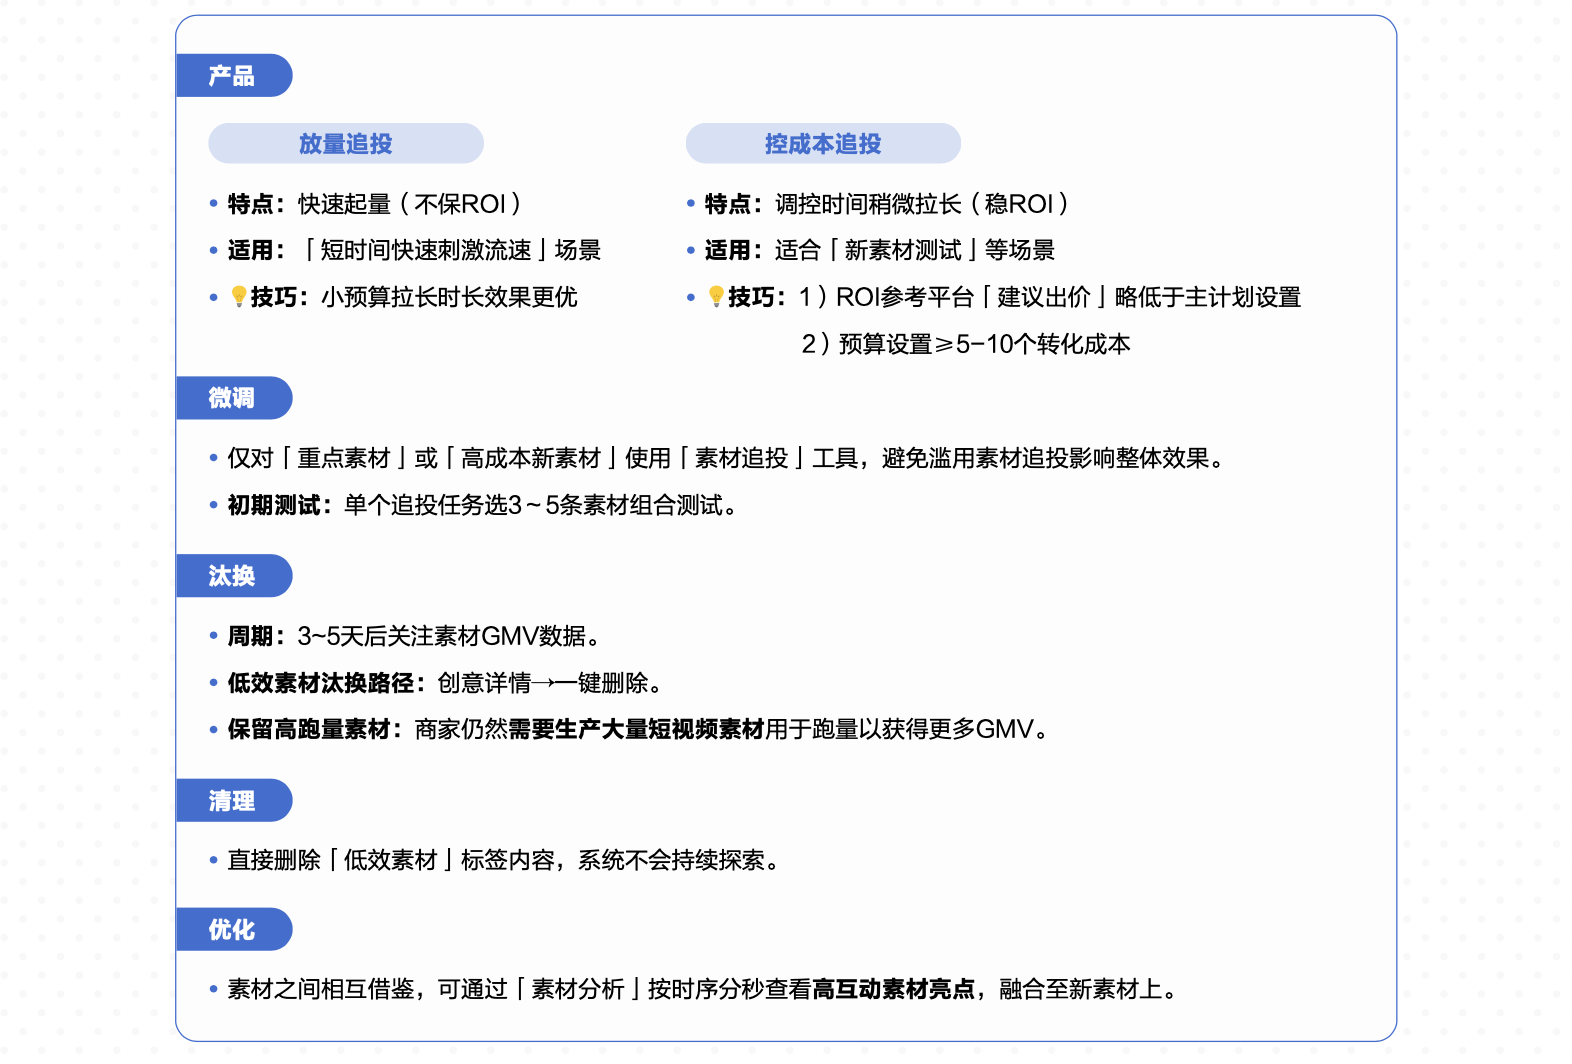 产品
放量追投
• 特点：快速起量（不保ROI）
• 适用：「短时间快速刺激流速」场景
• 💡技巧：小预算拉长时长效果更优
控成本追投
• 特点：调控时间稍微拉长（稳ROI）
• 适用：适合「新素材测试」等场景
• 💡技巧：1）ROI参考平台「建议出价」略低于主计划设置
2）预算设置≥5-10个转化成本
微调
• 仅对「重点素材」或「高成本新素材」使用「素材追投」工具，避免滥用素材追投影响整体效果。
• 初期测试：单个追投任务选3～5条素材组合测试。
汰换
• 周期：3~5天后关注素材GMV数据。
• 低效素材汰换路径：创意详情→一键删除。
• 保留高跑量素材：商家仍然需要生产大量短视频素材用于跑量以获得更多GMV。
清理
• 直接删除「低效素材」标签内容，系统不会持续探索。
优化
• 素材之间相互借鉴，可通过「素材分析」按时序分秒查看高互动素材亮点，融合至新素材上。